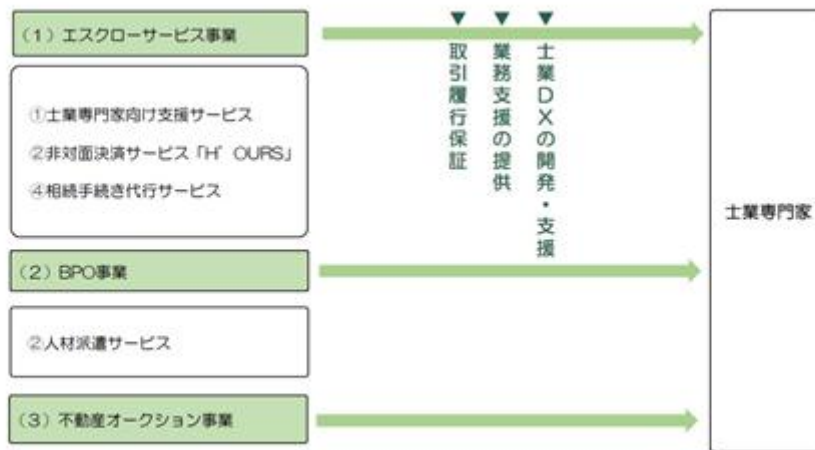 (1) エスクローサービス事業
①士業専門家向け支援サービス
②非対面決済サービス「H' OURS」
④相続手続き代行サービス
(2) BPO事業
②人材派遣サービス
(3) 不動産オークション事業
▼士業DXの開発・支援
▼業務支援の提供
▼取引履行保証
士業専門家